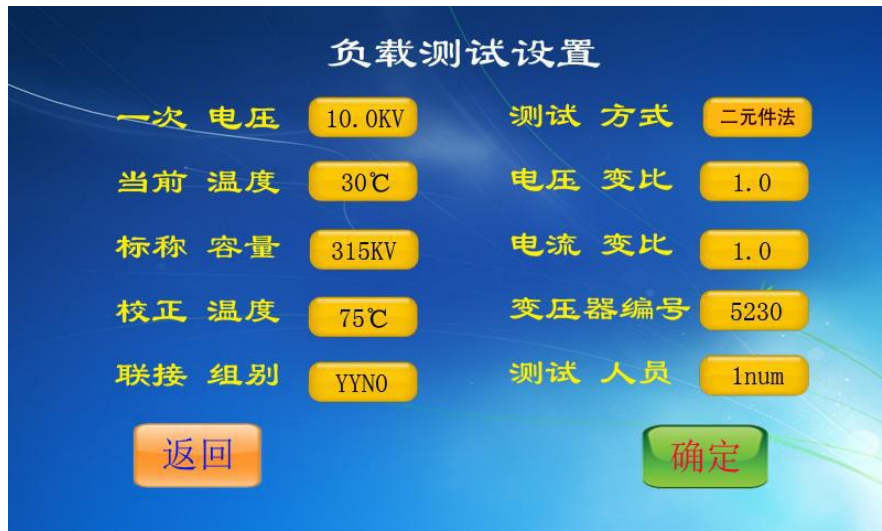 负载测试设置
一次 电压 10.0KV 测试 方式 二元件法
当前 温度 30℃ 电压 变比 1.0
标称 容量 315KV 电流 变比 1.0
校正 温度 75℃ 变压器编号 5230
联接 组别 YYN0 测试 人员 1num
返回 确定